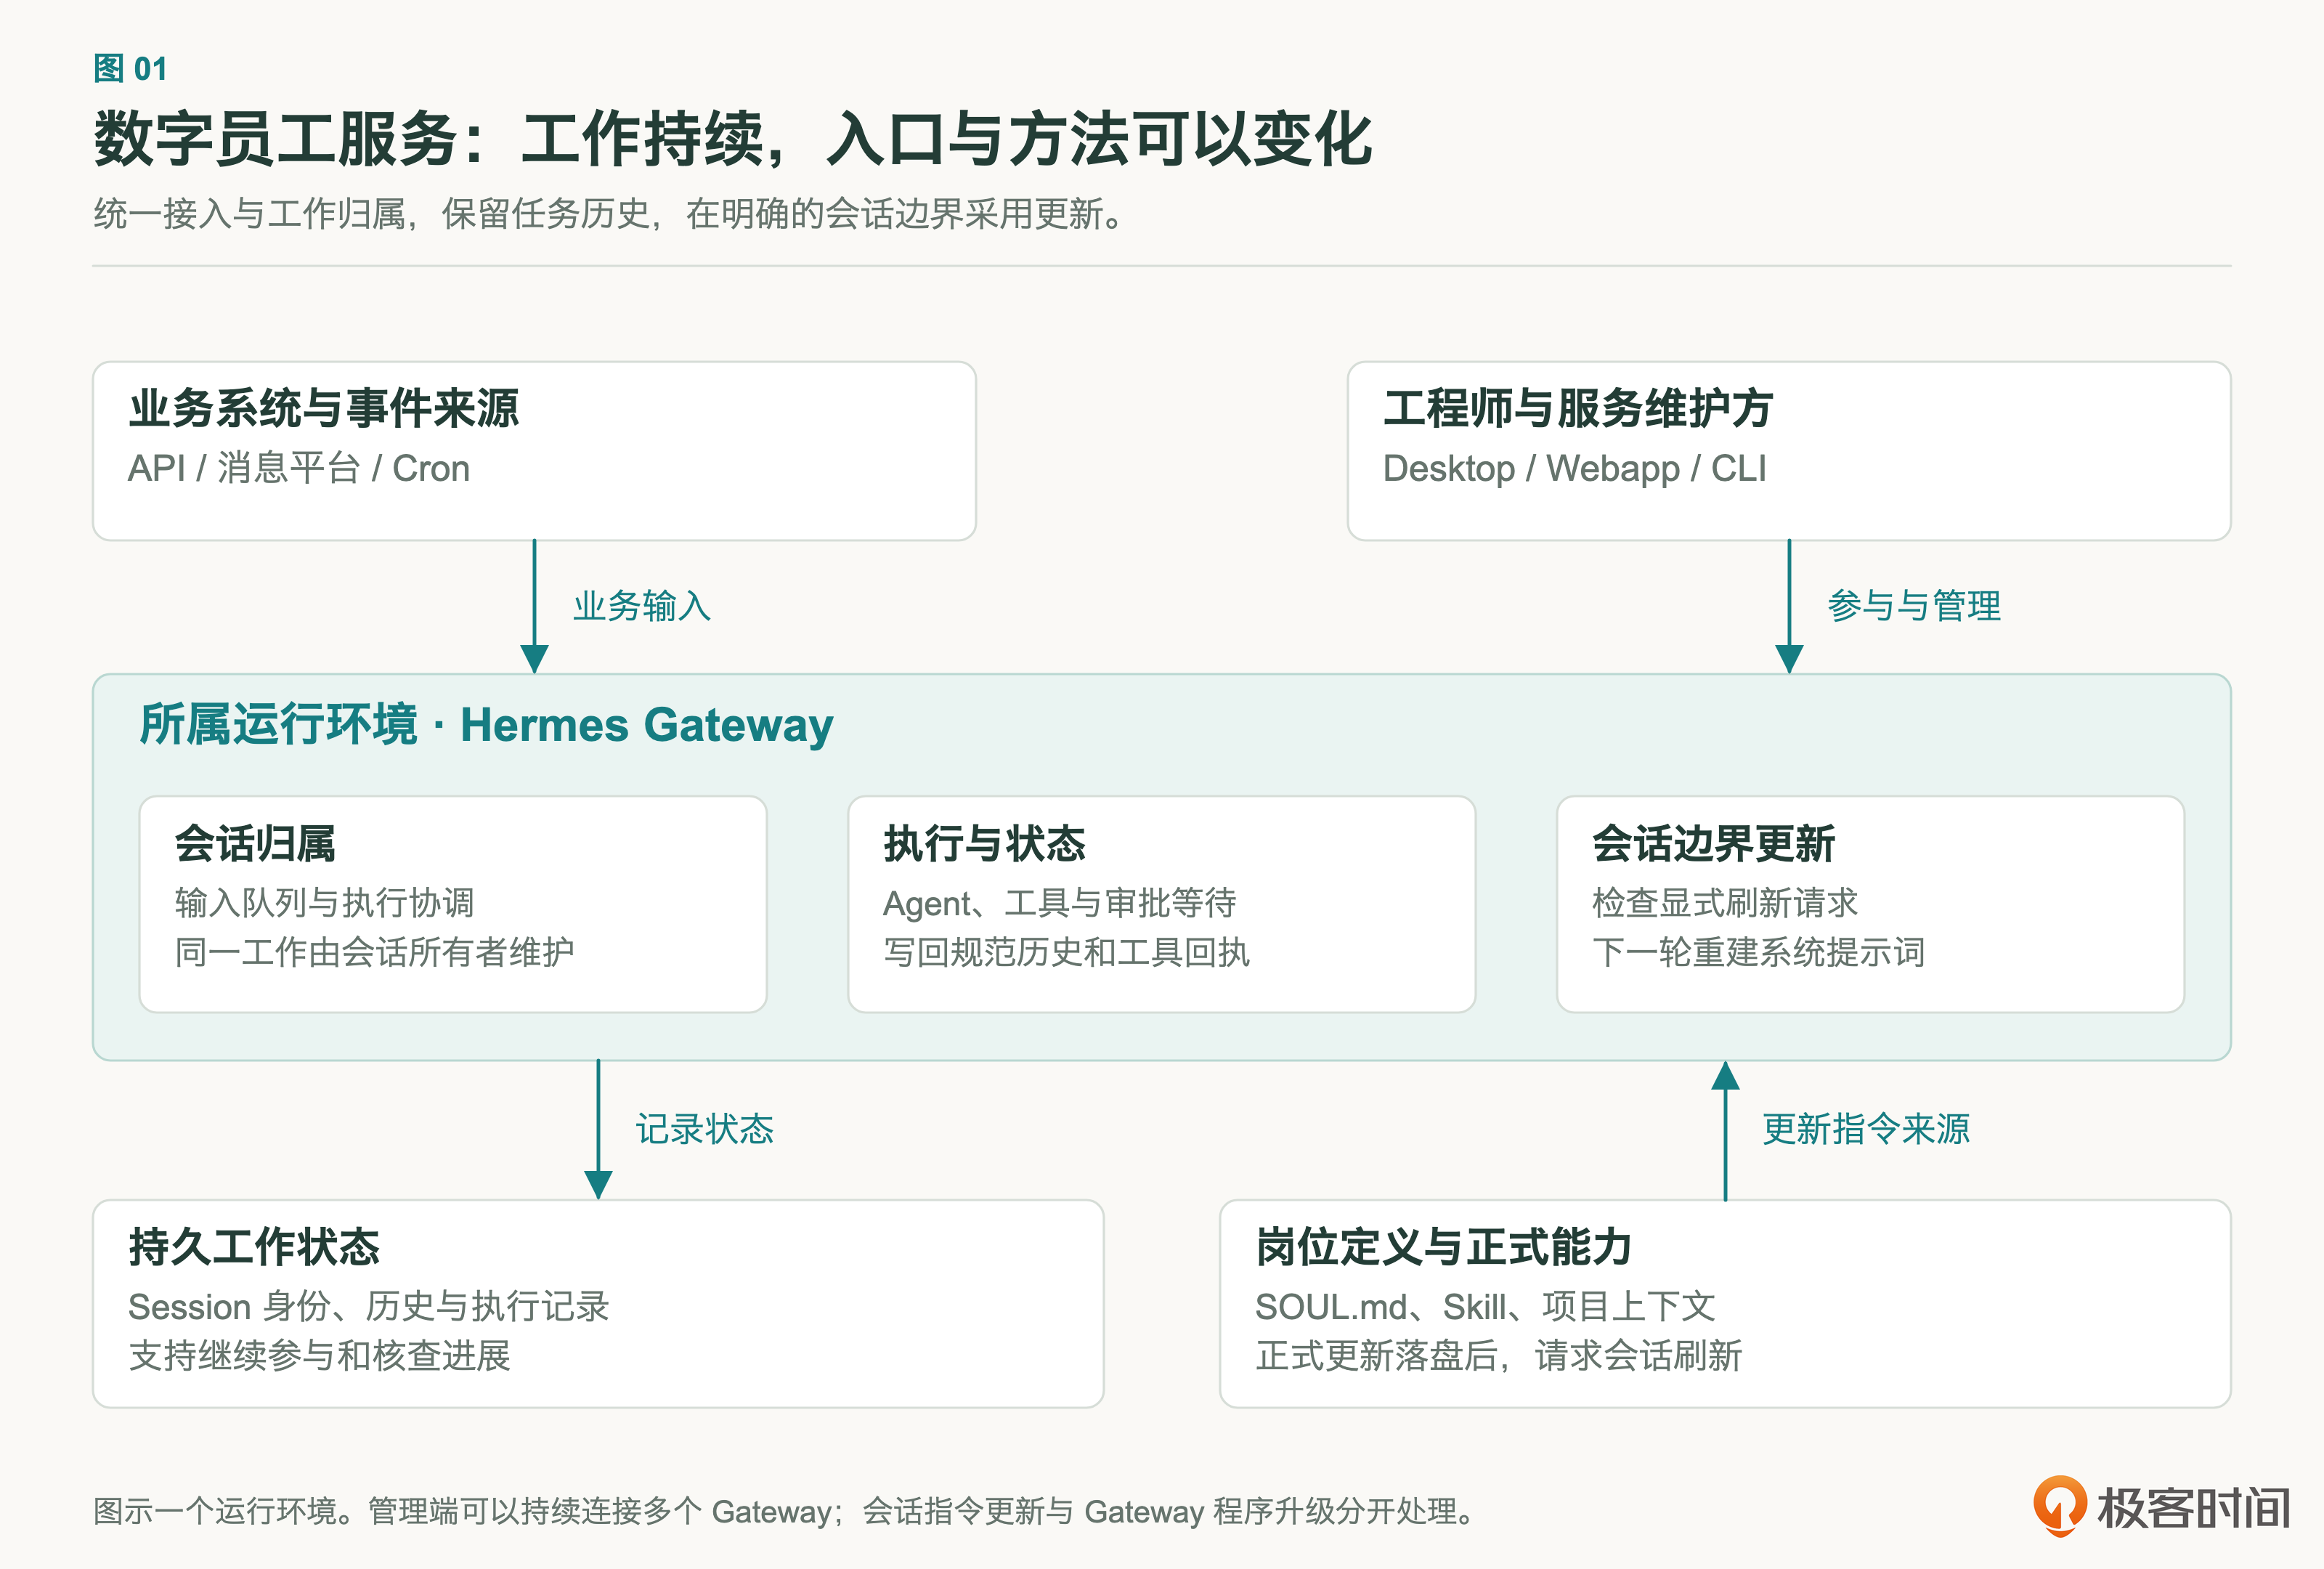 图 01
数字员工服务：工作持续，入口与方法可以变化
统一接入与工作归属，保留任务历史，在明确的会话边界采用更新。
业务系统与事件来源
API / 消息平台 / Cron
工程师与服务维护方
Desktop / Webapp / CLI
业务输入
参与与管理
所属运行环境 · Hermes Gateway
会话归属
输入队列与执行协调
同一工作由会话所有者维护
执行与状态
Agent、工具与审批等待
写回规范历史和工具回执
会话边界更新
检查显式刷新请求
下一轮重建系统提示词
记录状态
更新指令来源
持久工作状态
Session 身份、历史与执行记录
支持继续参与和核查进展
岗位定义与正式能力
SOUL.md、Skill、项目上下文
正式更新落盘后，请求会话刷新
图示一个运行环境。管理端可以持续连接多个 Gateway；会话指令更新与 Gateway 程序升级分开处理。
极客时间